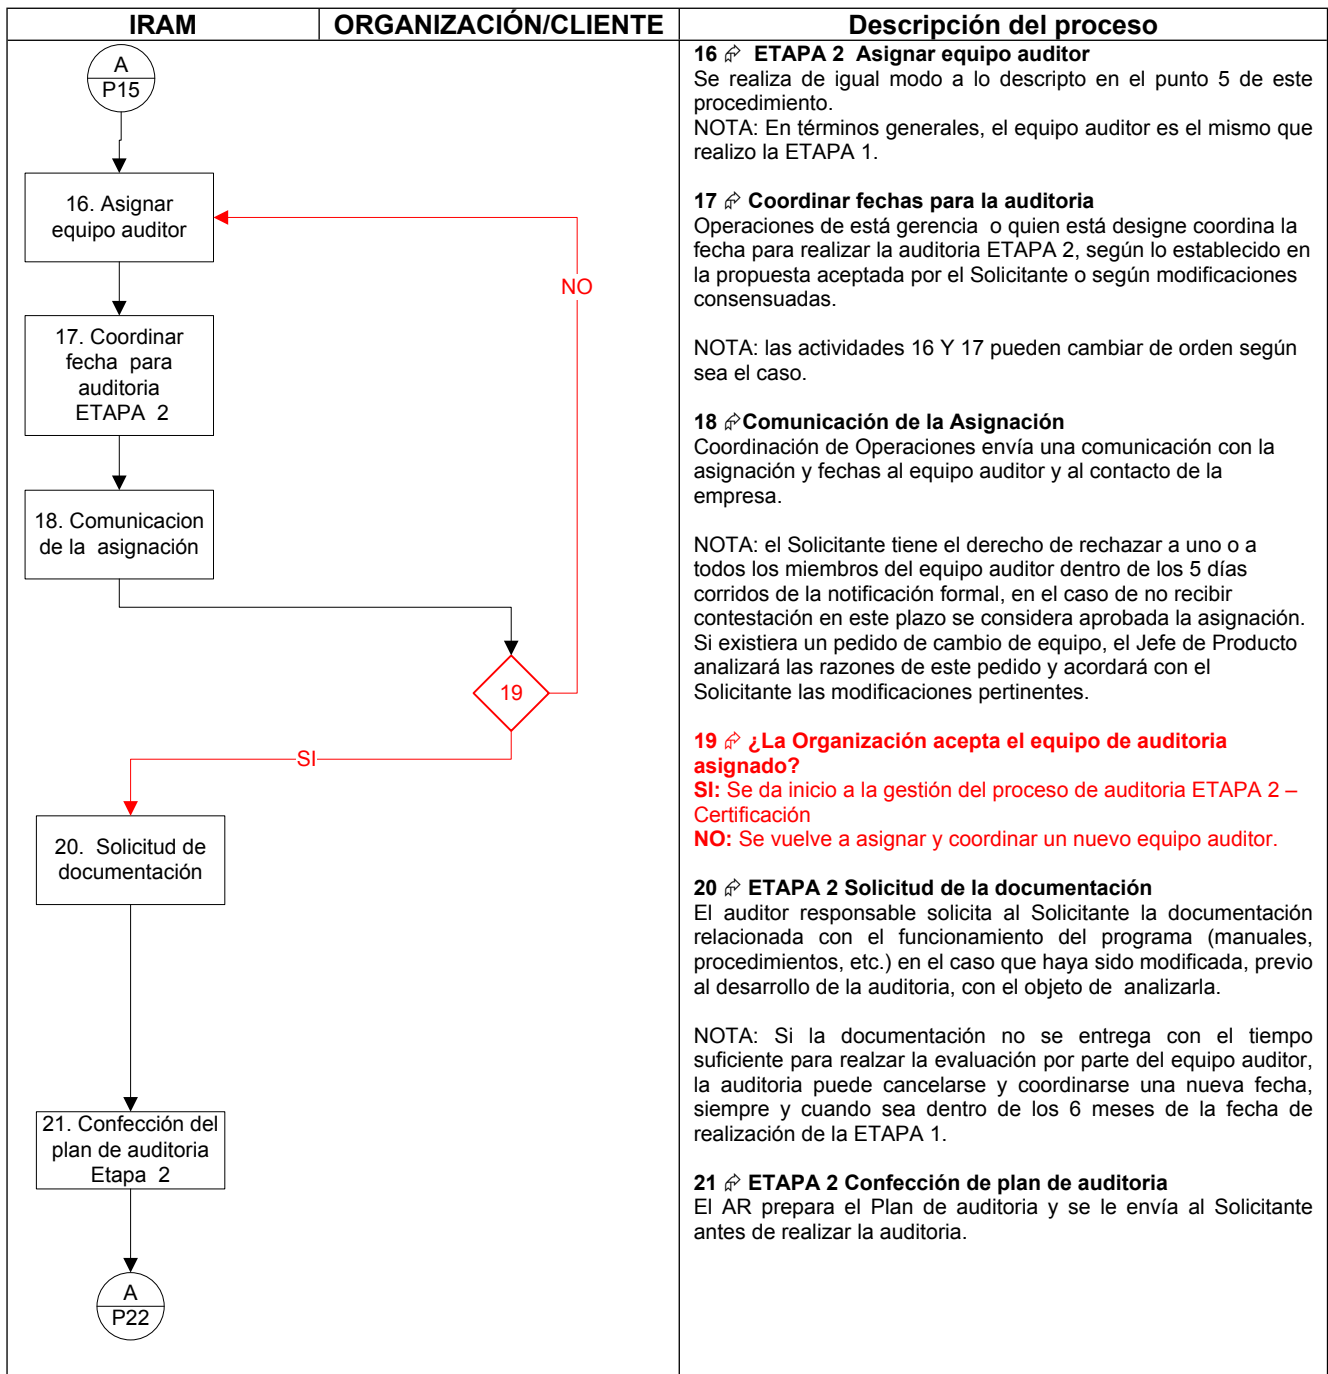 IRAM
ORGANIZACIÓN/CLIENTE
Descripción del proceso
A
P15
16. Asignar
equipo auditor
NO
17. Coordinar
fecha para
auditoria
ETAPA 2
18. Comunicacion
de la asignación
19
SI
20. Solicitud de
documentación
21. Confección del
plan de auditoria
Etapa 2
A
P22
16 ETAPA 2 Asignar equipo auditor
Se realiza de igual modo a lo descripto en el punto 5 de este
procedimiento.
NOTA: En términos generales, el equipo auditor es el mismo que
realizo la ETAPA 1.
17 Coordinar fechas para la auditoria
Operaciones de está gerencia o quien está designe coordina la
fecha para realizar la auditoria ETAPA 2, según lo establecido en
la propuesta aceptada por el Solicitante o según modificaciones
consensuadas.
NOTA: las actividades 16 Y 17 pueden cambiar de orden según
sea el caso.
18 Comunicación de la Asignación
Coordinación de Operaciones envía una comunicación con la
asignación y fechas al equipo auditor y al contacto de la
empresa.
NOTA: el Solicitante tiene el derecho de rechazar a uno o a
todos los miembros del equipo auditor dentro de los 5 días
corridos de la notificación formal, en el caso de no recibir
contestación en este plazo se considera aprobada la asignación.
Si existiera un pedido de cambio de equipo, el Jefe de Producto
analizará las razones de este pedido y acordará con el
Solicitante las modificaciones pertinentes.
19 ¿La Organización acepta el equipo de auditoria
asignado?
SI: Se da inicio a la gestión del proceso de auditoria ETAPA 2 –
Certificación
NO: Se vuelve a asignar y coordinar un nuevo equipo auditor.
20 ETAPA 2 Solicitud de la documentación
El auditor responsable solicita al Solicitante la documentación
relacionada con el funcionamiento del programa (manuales,
procedimientos, etc.) en el caso que haya sido modificada, previo
al desarrollo de la auditoria, con el objeto de analizarla.
NOTA: Si la documentación no se entrega con el tiempo
suficiente para realzar la evaluación por parte del equipo auditor,
la auditoria puede cancelarse y coordinarse una nueva fecha,
siempre y cuando sea dentro de los 6 meses de la fecha de
realización de la ETAPA 1.
21 ETAPA 2 Confección de plan de auditoria
El AR prepara el Plan de auditoria y se le envía al Solicitante
antes de realizar la auditoria.